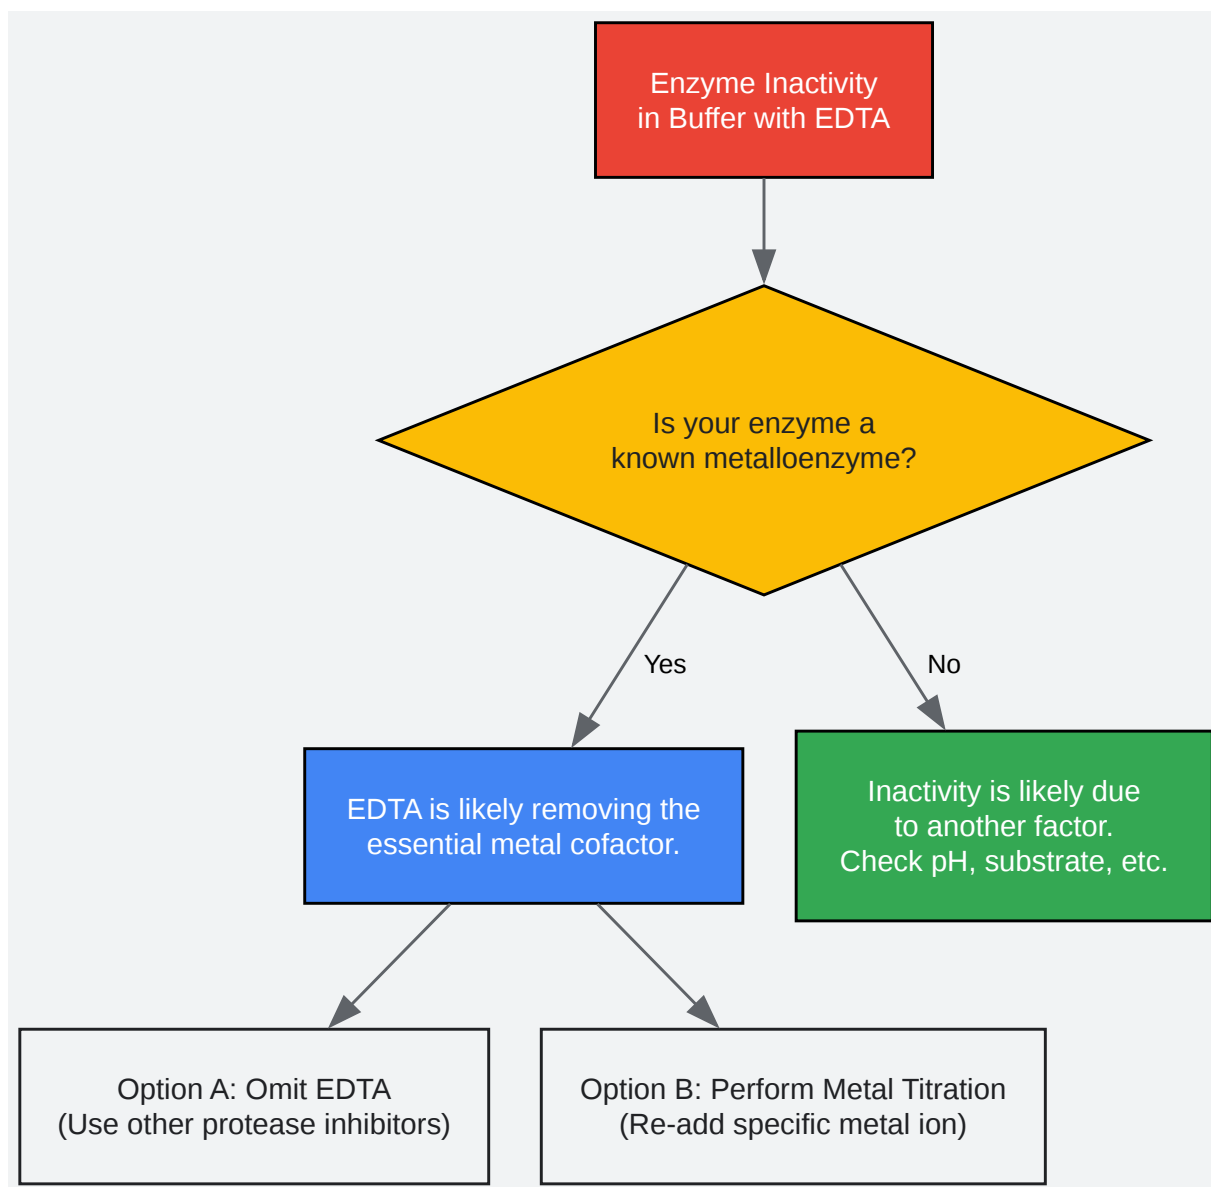 Enzyme Inactivity
in Buffer with EDTA
Is your enzyme a
known metalloenzyme?
Yes
No
EDTA is likely removing the
essential metal cofactor.
Inactivity is likely due
to another factor.
Check pH, substrate, etc.
Option A: Omit EDTA
(Use other protease inhibitors)
Option B: Perform Metal Titration
(Re-add specific metal ion)